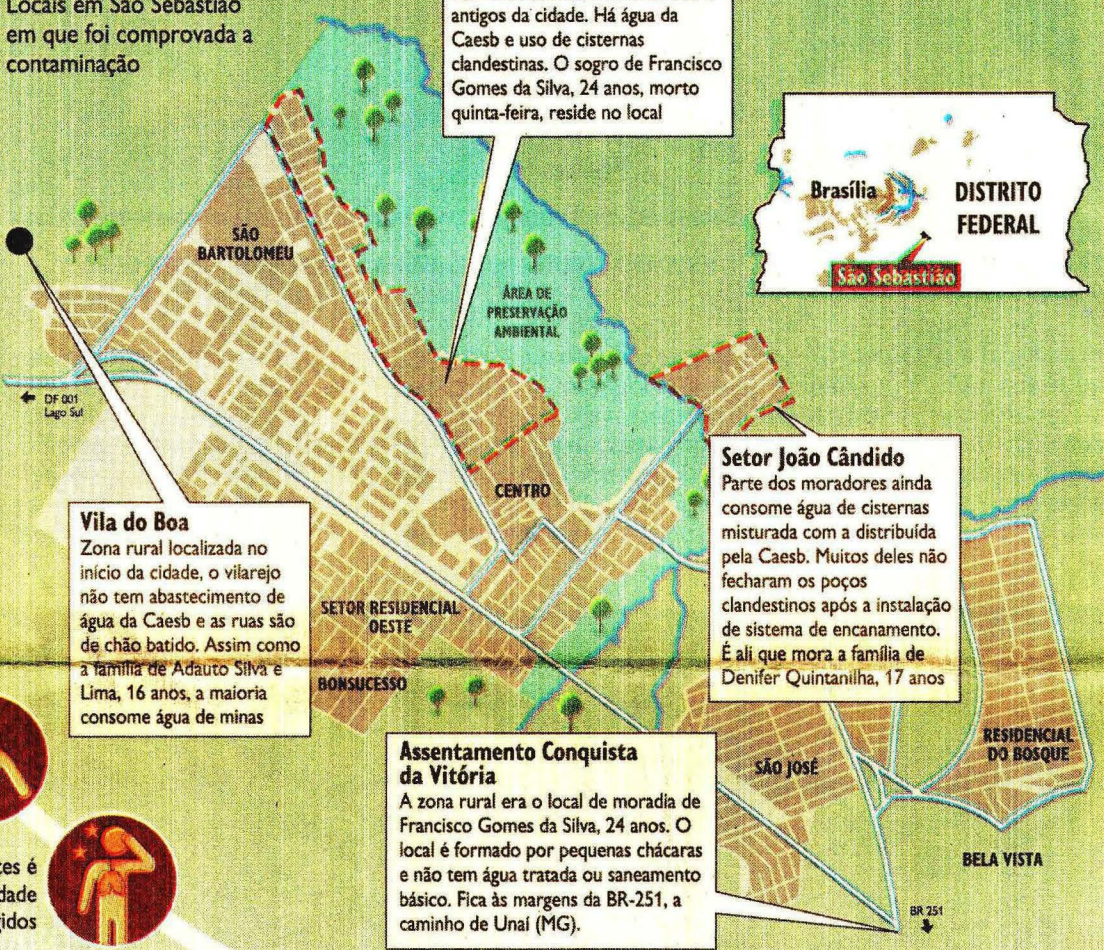 Locais em São Sebastião
em que foi comprovada a
contaminação
antigos da cidade. Há água da
Caesb e uso de cisternas
clandestinas. O sogro de Francisco
Gomes da Silva, 24 anos, morto
quinta-feira, reside no local
Brasília
DISTRITO
FEDERAL
São Sebastião
SÃO
BARTOLOMEU
ÁREA DE
PRESERVAÇÃO
AMBIENTAL
DF 001
Lago Sul
CENTRO
Setor João Cândido
Parte dos moradores ainda
consome água de cisternas
misturada com a distribuída
pela Caesb. Muitos deles não
fecharam os poços
clandestinos após a instalação
de sistema de encanamento.
É ali que mora a família de
Denifer Quintanilha, 17 anos
Vila do Boa
Zona rural localizada no
início da cidade, o vilarejo
não tem abastecimento de
água da Caesb e as ruas são
de chão batido. Assim como
a família de Adauto Silva e
Lima, 16 anos, a maioria
consome água de minas
SETOR RESIDENCIAL
OESTE
BONSUCESSO
Assentamento Conquista
da Vitória
A zona rural era o local de moradia de
Francisco Gomes da Silva, 24 anos. O
local é formado por pequenas chácaras
e não tem água tratada ou saneamento
básico. Fica às margens da BR-251, a
caminho de Unaí (MG).
SÃO JOSÉ
RESIDENCIAL
DO BOSQUE
BELA VISTA
BR 251
é